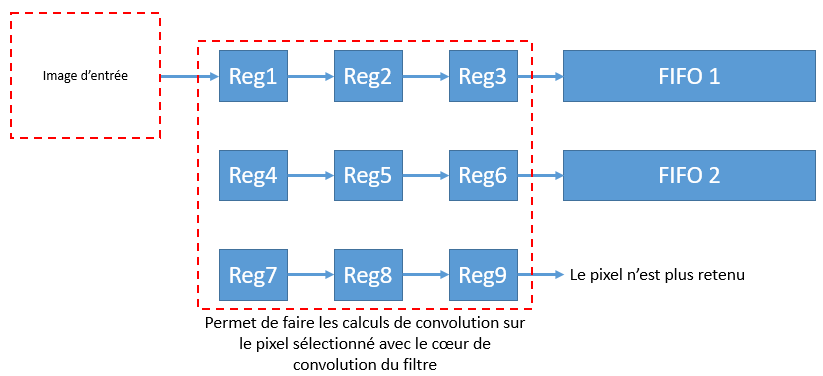 Image d’entrée
Reg1
Reg2
Reg3
FIFO 1
Reg4
Reg5
Reg6
FIFO 2
Reg7
Reg8
Reg9
Le pixel n’est plus retenu
Permet de faire les calculs de convolution sur
le pixel sélectionné avec le cœur de
convolution du filtre